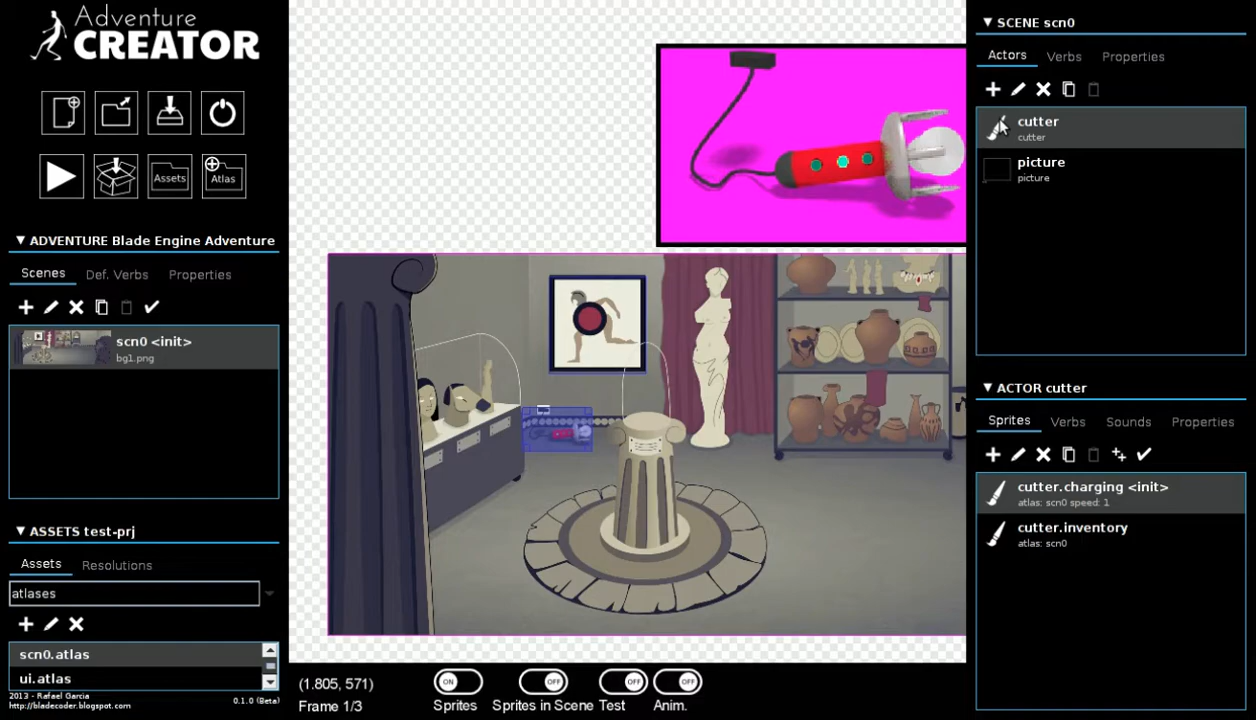 Adventure
CREATOR
Assets
Atlas
▼ ADVENTURE Blade Engine Adventure
Scenes Def. Verbs Properties
scn0 <init>
bg1.png
▼ ASSETS test-prj
Assets Resolutions
atlases
scn0.atlas
ui.atlas
2013 - Rafael Garcia
http://bladecoder.blogspot.com
0.1.0 (Beta)
(1.805, 571)
Frame 1/3
ON OFF OFF OFF
Sprites Sprites in Scene Test Anim.
▼ SCENE scn0
Actors Verbs Properties
cutter
cutter
picture
picture
▼ ACTOR cutter
Sprites Verbs Sounds Properties
cutter.charging <init>
atlas: scn0 speed: 1
cutter.inventory
atlas: scn0